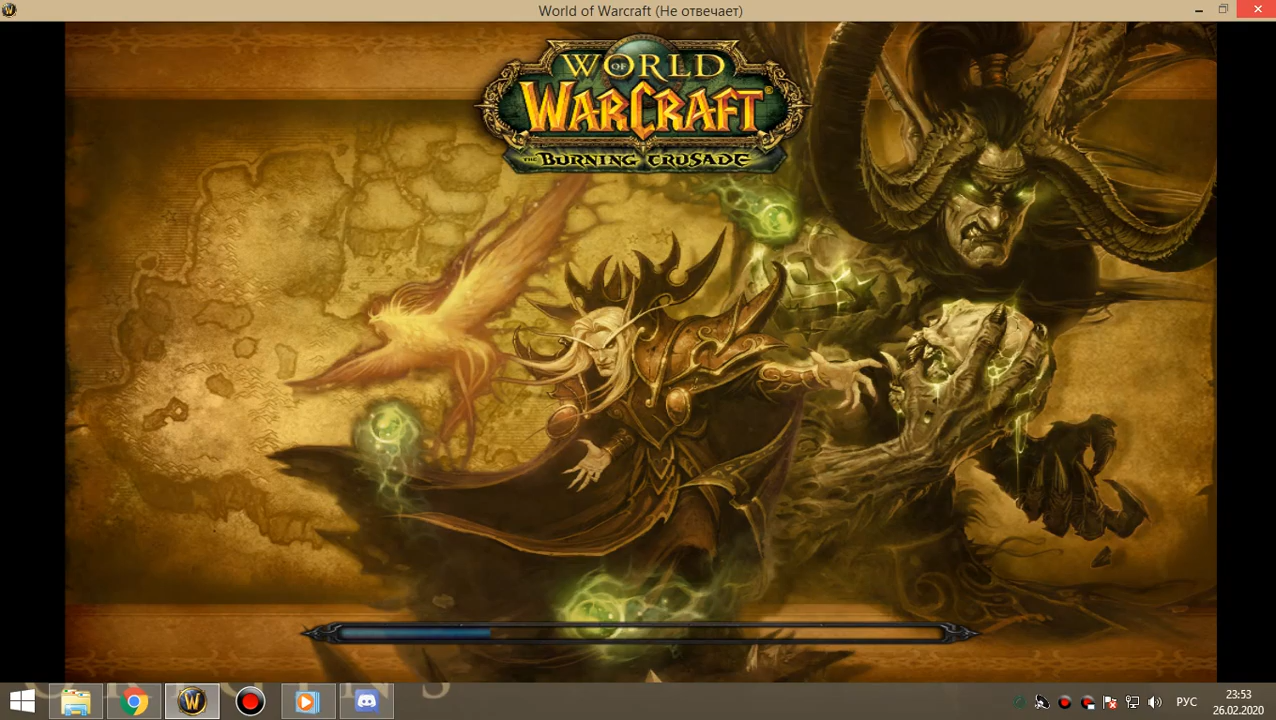 World of Warcraft (Не отвечает)
WORLD
OF
WARCRAFT®
THE BURNING CRUSADE
РУС
23:53
26.02.2020